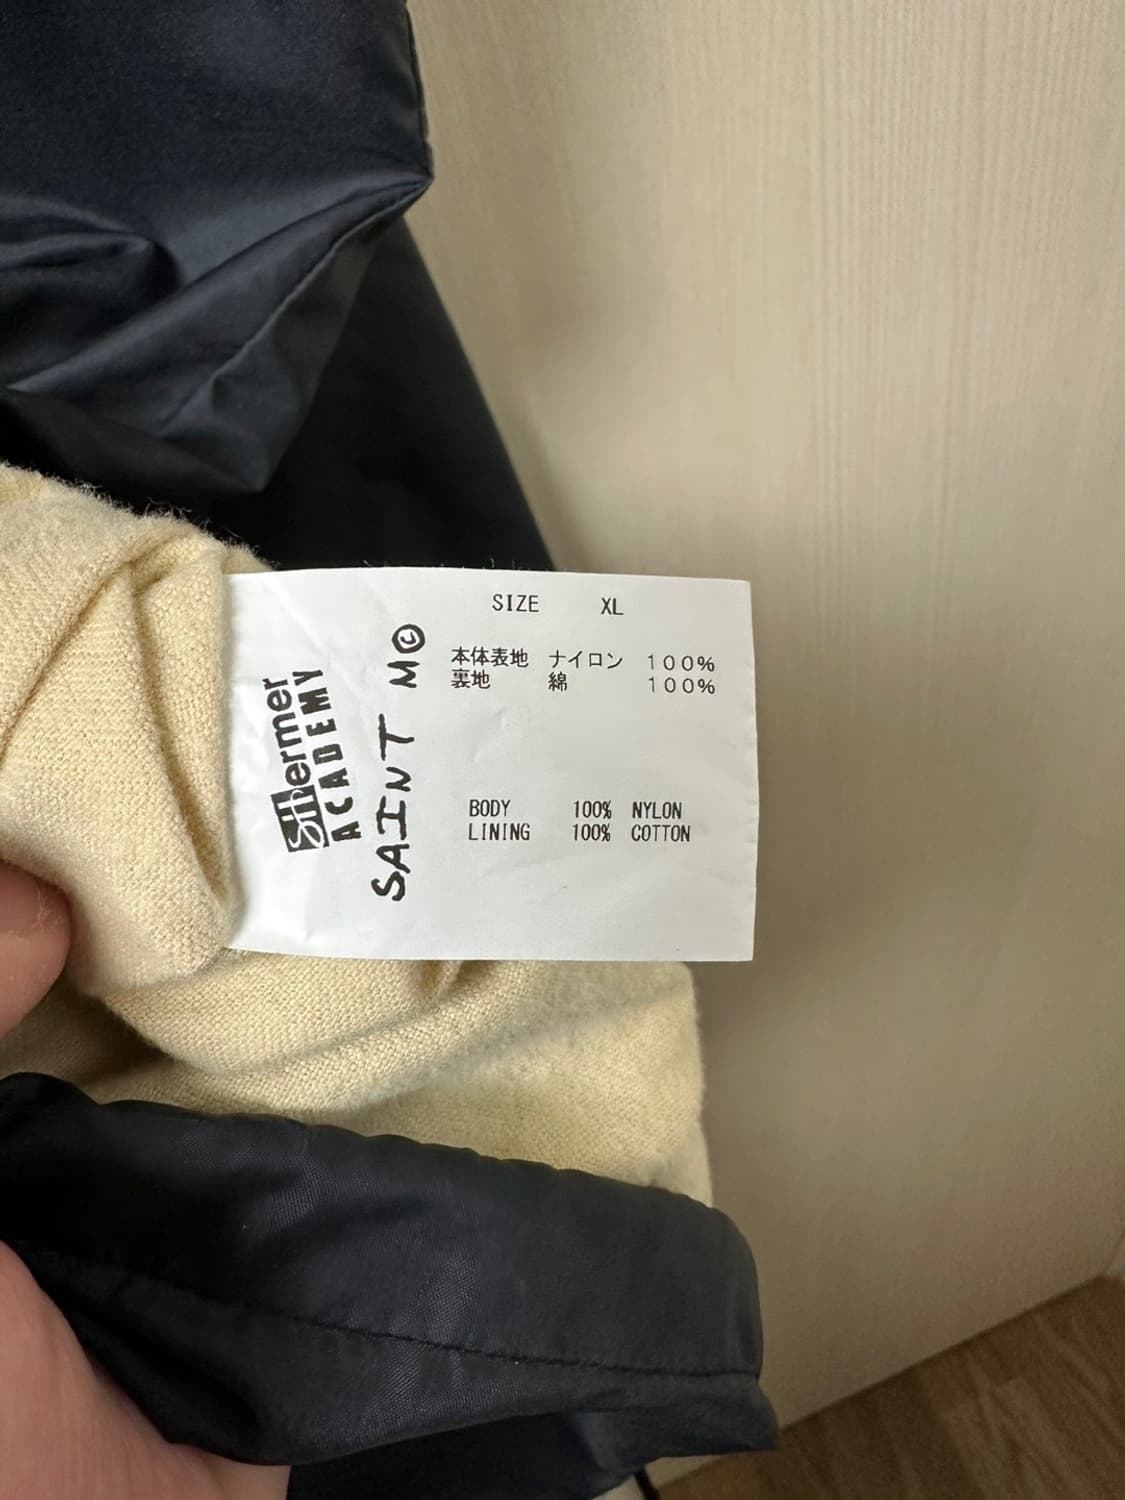 SIZE XL
本体表地 ナイロン 100%
裏地 綿 100%
BODY 100% NYLON
LINING 100% COTTON
Shermer
ACADEMY
SAINT M©